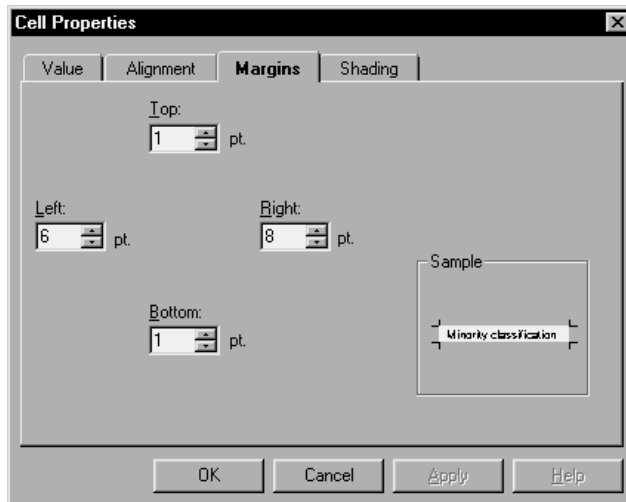 Cell Properties
Value Alignment Margins Shading
Top:
1 pt.
Left: Right:
6 pt. 8 pt.
Sample
Minority classification
Bottom:
1 pt.
OK Cancel Apply Help